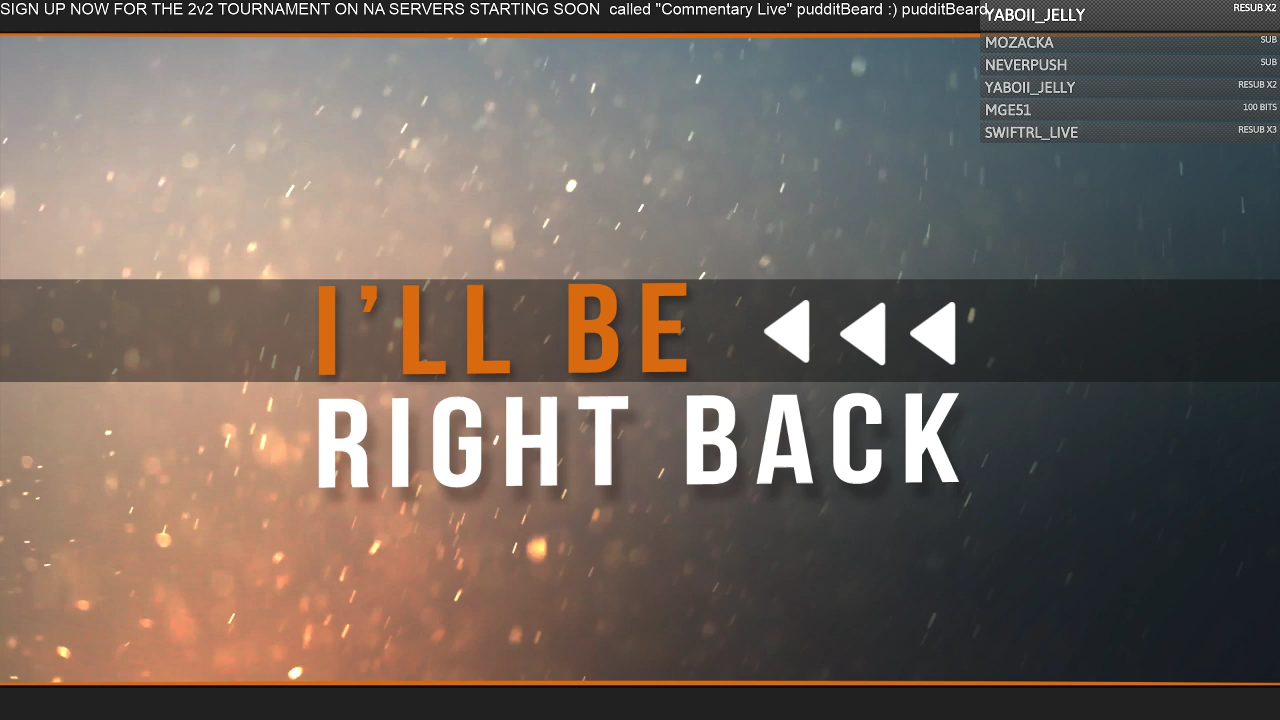 SIGN UP NOW FOR THE 2v2 TOURNAMENT ON NA SERVERS STARTING SOON  called "Commentary Live" pudditBeard :) pudditBeard
YABOII_JELLY RESUB X2
MOZACKA SUB
NEVERPUSH SUB
YABOII_JELLY RESUB X2
MGE51 100 BITS
SWIFTRL_LIVE RESUB X3
I'LL BE
RIGHT BACK